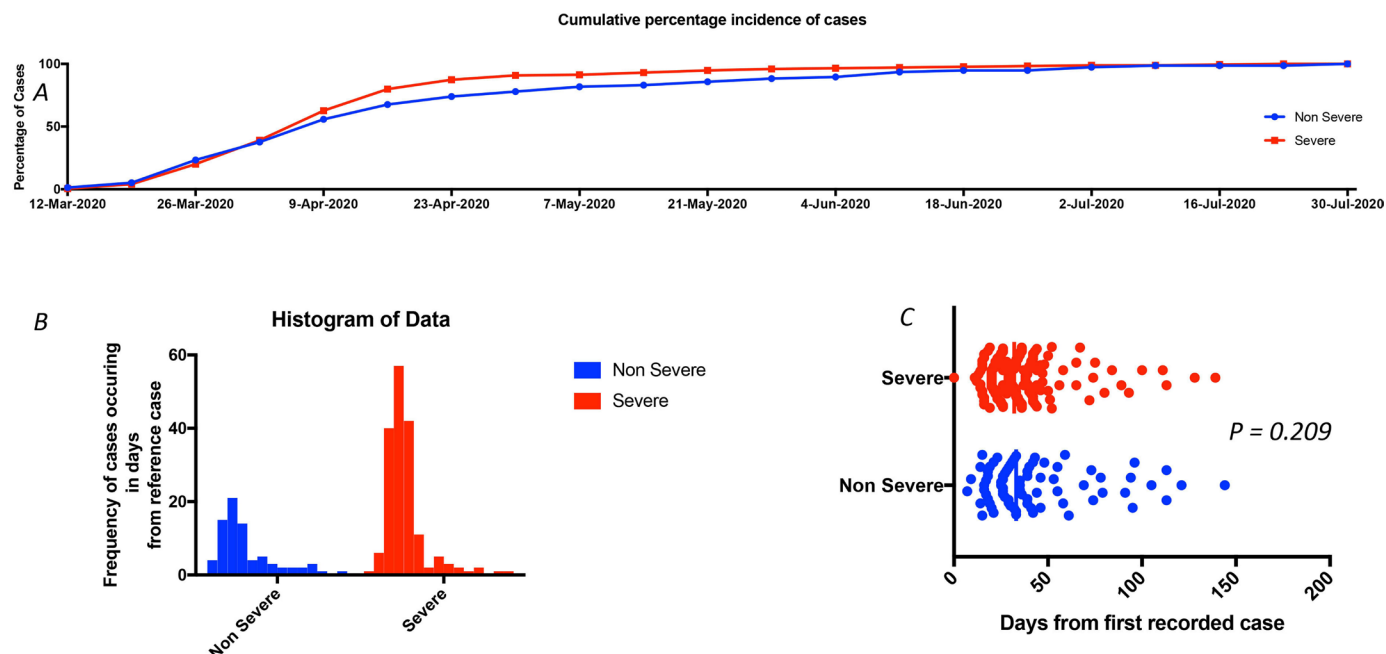 Cumulative percentage incidence of cases
A
Percentage of Cases
100
50
0
Non Severe
Severe
12-Mar-2020 26-Mar-2020 9-Apr-2020 23-Apr-2020 7-May-2020 21-May-2020 4-Jun-2020 18-Jun-2020 2-Jul-2020 16-Jul-2020 30-Jul-2020
B
Histogram of Data
Frequency of cases occuring
in days
from reference case
60
40
20
0
Non Severe
Severe
Non Severe Severe
C
Severe
Non Severe
P = 0.209
0 50 100 150 200
Days from first recorded case